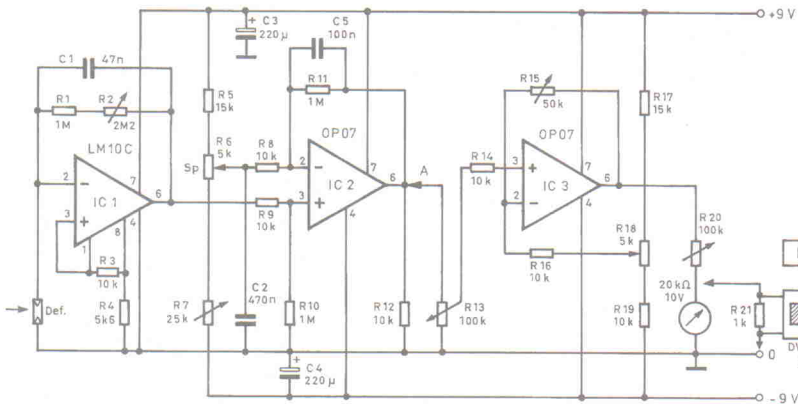 +9 V
C1
47n
C3
220µ
C5
100n
R1
1M
R2
2M2
R5
15k
R11
1M
R15
50k
R17
15k
LM10C
R6
5k
Sp
R8
10k
OP07
OP07
IC 1
2
3
7
6
4
8
1
R9
10k
2
3
IC 2
7
6
4
A
R14
10k
3
2
IC 3
7
6
4
R3
10k
R16
10k
R18
5k
R20
100k
Def.
R4
5k6
R7
25k
C2
470n
R10
1M
R12
10k
R13
100k
R19
10k
20kΩ
10V
R21
1k
DV
0
C4
220µ
-9 V